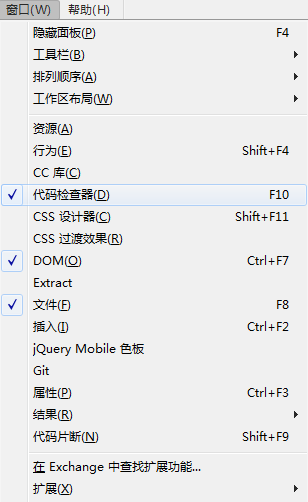 窗口(W) 帮助(H)
隐藏面板(P) F4
工具栏(B)
排列顺序(A)
工作区布局(W)
资源(A)
行为(E) Shift+F4
CC 库(C)
代码检查器(D) F10
CSS 设计器(C) Shift+F11
CSS 过渡效果(R)
DOM(O) Ctrl+F7
Extract
文件(F) F8
插入(I) Ctrl+F2
jQuery Mobile 色板
Git
属性(P) Ctrl+F3
结果(R)
代码片断(N) Shift+F9
在 Exchange 中查找扩展功能...
扩展(X)